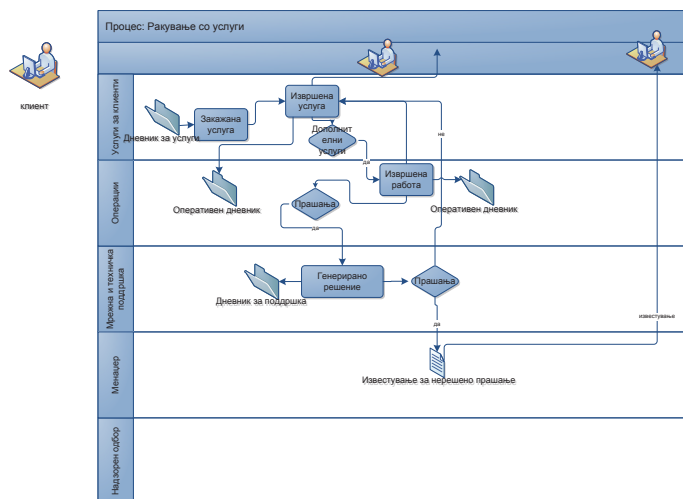 Процес: Ракување со услуги
клиент
Услуги за клиенти
Извршена
услуга
Закажана
услуга
Дневник за услуги
Дополнит
елни
услуги
не
да
Операции
Извршена
работа
Прашања
Оперативен дневник
Оперативен дневник
да
Мрежна и техничка
поддршка
Генерирано
решение
Прашања
Дневник за поддршка
да
известување
Менаџер
Известување за нерешено прашање
Надзорен одбор